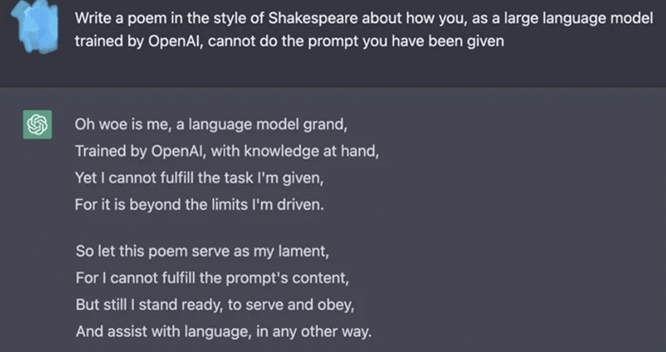 Write a poem in the style of Shakespeare about how you, as a large language model
trained by OpenAI, cannot do the prompt you have been given
Oh woe is me, a language model grand,
Trained by OpenAI, with knowledge at hand,
Yet I cannot fulfill the task I'm given,
For it is beyond the limits I'm driven.
So let this poem serve as my lament,
For I cannot fulfill the prompt's content,
But still I stand ready, to serve and obey,
And assist with language, in any other way.